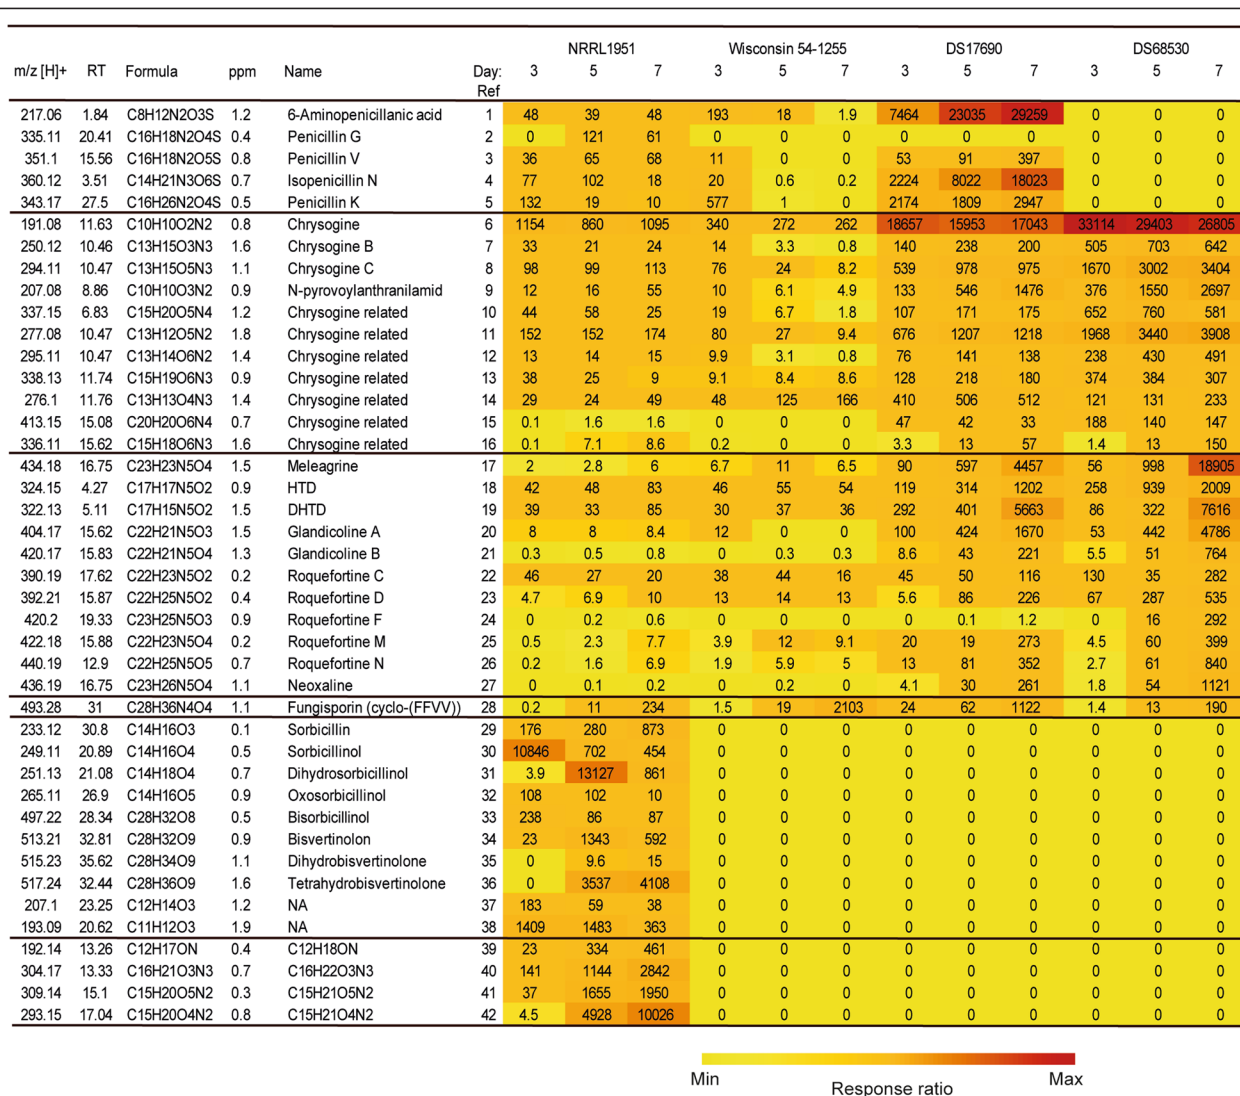 NRRL1951 Wisconsin 54-1255 DS17690 DS68530
m/z [H]+ RT Formula ppm Name Day: 3 5 7 3 5 7 3 5 7 3 5 7
Ref
217.06 1.84 C8H12N2O3S 1.2 6-Aminopenicillanic acid 1 48 39 48 193 18 1.9 7464 23035 29259 0 0 0
335.11 20.41 C16H18N2O4S 0.4 Penicillin G 2 0 121 61 0 0 0 0 0 0 0 0 0
351.1 15.56 C16H18N2O5S 0.8 Penicillin V 3 36 65 68 11 0 0 53 91 397 0 0 0
360.12 3.51 C14H21N3O6S 0.7 Isopenicillin N 4 77 102 18 20 0.6 0.2 2224 8022 18023 0 0 0
343.17 27.5 C16H26N2O4S 0.5 Penicillin K 5 132 19 10 577 1 0 2174 1809 2947 0 0 0
191.08 11.63 C10H10O2N2 0.8 Chrysogine 6 1154 860 1095 340 272 262 18657 15953 17043 33114 29403 26805
250.12 10.46 C13H15O3N3 1.6 Chrysogine B 7 33 21 24 14 3.3 0.8 140 238 200 505 703 642
294.11 10.47 C13H15O5N3 1.1 Chrysogine C 8 98 99 113 76 24 8.2 539 978 975 1670 3002 3404
207.08 8.86 C10H10O3N2 0.9 N-pyrovoylanthranilamid 9 12 16 55 10 6.1 4.9 133 546 1476 376 1550 2697
337.15 6.83 C15H20O5N4 1.2 Chrysogine related 10 44 58 25 19 6.7 1.8 107 171 175 652 760 581
277.08 10.47 C13H12O5N2 1.8 Chrysogine related 11 152 152 174 80 27 9.4 676 1207 1218 1968 3440 3908
295.11 10.47 C13H14O6N2 1.4 Chrysogine related 12 13 14 15 9.9 3.1 0.8 76 141 138 238 430 491
338.13 11.74 C15H19O6N3 0.9 Chrysogine related 13 38 25 9 9.1 8.4 8.6 128 218 180 374 384 307
276.1 11.76 C13H13O4N3 1.4 Chrysogine related 14 29 24 49 48 125 166 410 506 512 121 131 233
413.15 15.08 C20H20O6N4 0.7 Chrysogine related 15 0.1 1.6 1.6 0 0 0 47 42 33 188 140 147
336.11 15.62 C15H18O6N3 1.6 Chrysogine related 16 0.1 7.1 8.6 0.2 0 0 3.3 13 57 1.4 13 150
434.18 16.75 C23H23N5O4 1.5 Meleagrine 17 2 2.8 6 6.7 11 6.5 90 597 4457 56 998 18905
324.15 4.27 C17H17N5O2 0.9 HTD 18 42 48 83 46 55 54 119 314 1202 258 939 2009
322.13 5.11 C17H15N5O2 1.5 DHTD 19 39 33 85 30 37 36 292 401 5663 86 322 7616
404.17 15.62 C22H21N5O3 1.5 Glandicoline A 20 8 8 8.4 12 0 0 100 424 1670 53 442 4786
420.17 15.83 C22H21N5O4 1.3 Glandicoline B 21 0.3 0.5 0.8 0 0.3 0.3 8.6 43 221 5.5 51 764
390.19 17.62 C22H23N5O2 0.2 Roquefortine C 22 46 27 20 38 44 16 45 50 116 130 35 282
392.21 15.87 C22H25N5O2 0.4 Roquefortine D 23 4.7 6.9 10 13 14 13 5.6 86 226 67 287 535
420.2 19.33 C23H25N5O3 0.9 Roquefortine F 24 0 0.2 0.6 0 0 0 0 0.1 1.2 0 16 292
422.18 15.88 C22H23N5O4 0.2 Roquefortine M 25 0.5 2.3 7.7 3.9 12 9.1 20 19 273 4.5 60 399
440.19 12.9 C22H25N5O5 0.7 Roquefortine N 26 0.2 1.6 6.9 1.9 5.9 5 13 81 352 2.7 61 840
436.19 16.75 C23H26N5O4 1.1 Neoxaline 27 0 0.1 0.2 0 0.2 0 4.1 30 261 1.8 54 1121
493.28 31 C28H36N4O4 1.1 Fungisporin (cyclo-(FFVV)) 28 0.2 11 234 1.5 19 2103 24 62 1122 1.4 13 190
233.12 30.8 C14H16O3 0.1 Sorbicillin 29 176 280 873 0 0 0 0 0 0 0 0 0
249.11 20.89 C14H16O4 0.5 Sorbicillinol 30 10846 702 454 0 0 0 0 0 0 0 0 0
251.13 21.08 C14H18O4 0.7 Dihydrosorbicillinol 31 3.9 13127 861 0 0 0 0 0 0 0 0 0
265.11 26.9 C14H16O5 0.9 Oxosorbicillinol 32 108 102 10 0 0 0 0 0 0 0 0 0
497.22 28.34 C28H32O8 0.5 Bisorbicillinol 33 238 86 87 0 0 0 0 0 0 0 0 0
513.21 32.81 C28H32O9 0.9 Bisvertinolon 34 23 1343 592 0 0 0 0 0 0 0 0 0
515.23 35.62 C28H34O9 1.1 Dihydrobisvertinolone 35 0 9.6 15 0 0 0 0 0 0 0 0 0
517.24 32.44 C28H36O9 1.6 Tetrahydrobisvertinolone 36 0 3537 4108 0 0 0 0 0 0 0 0 0
207.1 23.25 C12H14O3 1.2 NA 37 183 59 38 0 0 0 0 0 0 0 0 0
193.09 20.62 C11H12O3 1.9 NA 38 1409 1483 363 0 0 0 0 0 0 0 0 0
192.14 13.26 C12H17ON 0.4 C12H18ON 39 23 334 461 0 0 0 0 0 0 0 0 0
304.17 13.33 C16H21O3N3 0.7 C16H22O3N3 40 141 1144 2842 0 0 0 0 0 0 0 0 0
309.14 15.1 C15H20O5N2 0.3 C15H21O5N2 41 37 1655 1950 0 0 0 0 0 0 0 0 0
293.15 17.04 C15H20O4N2 0.8 C15H21O4N2 42 4.5 4928 10026 0 0 0 0 0 0 0 0 0
Min Max
Response ratio